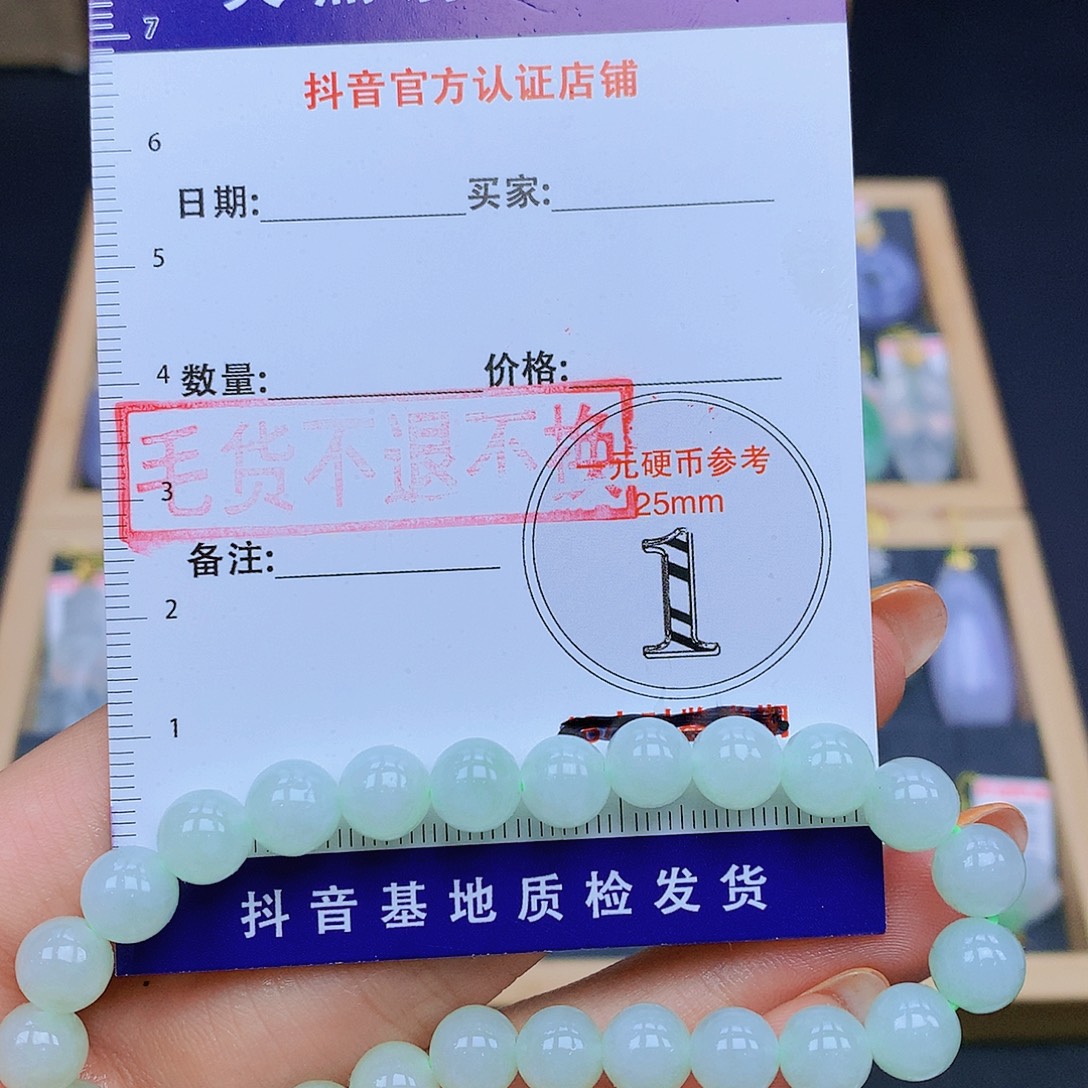 7
抖音官方认证店铺
6
日期: 买家:
5
4 数量: 价格:
毛货不退不换
一元硬币参考
3
25mm
备注:
1
2
1
抖音基地质检发货